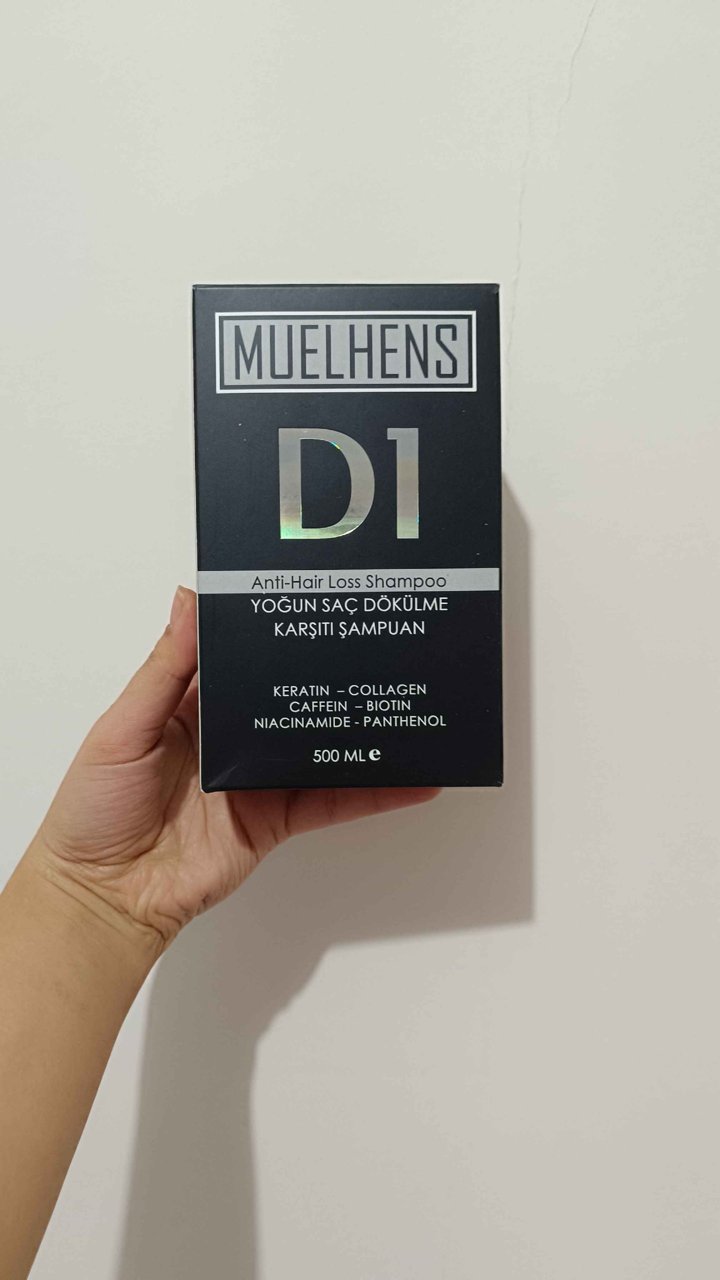 MUELHENS
D1
Anti-Hair Loss Shampoo
YOĞUN SAÇ DÖKÜLME
KARŞITI ŞAMPUAN
KERATIN – COLLAGEN
CAFFEIN – BIOTIN
NIACINAMIDE - PANTHENOL
500 ML ℮